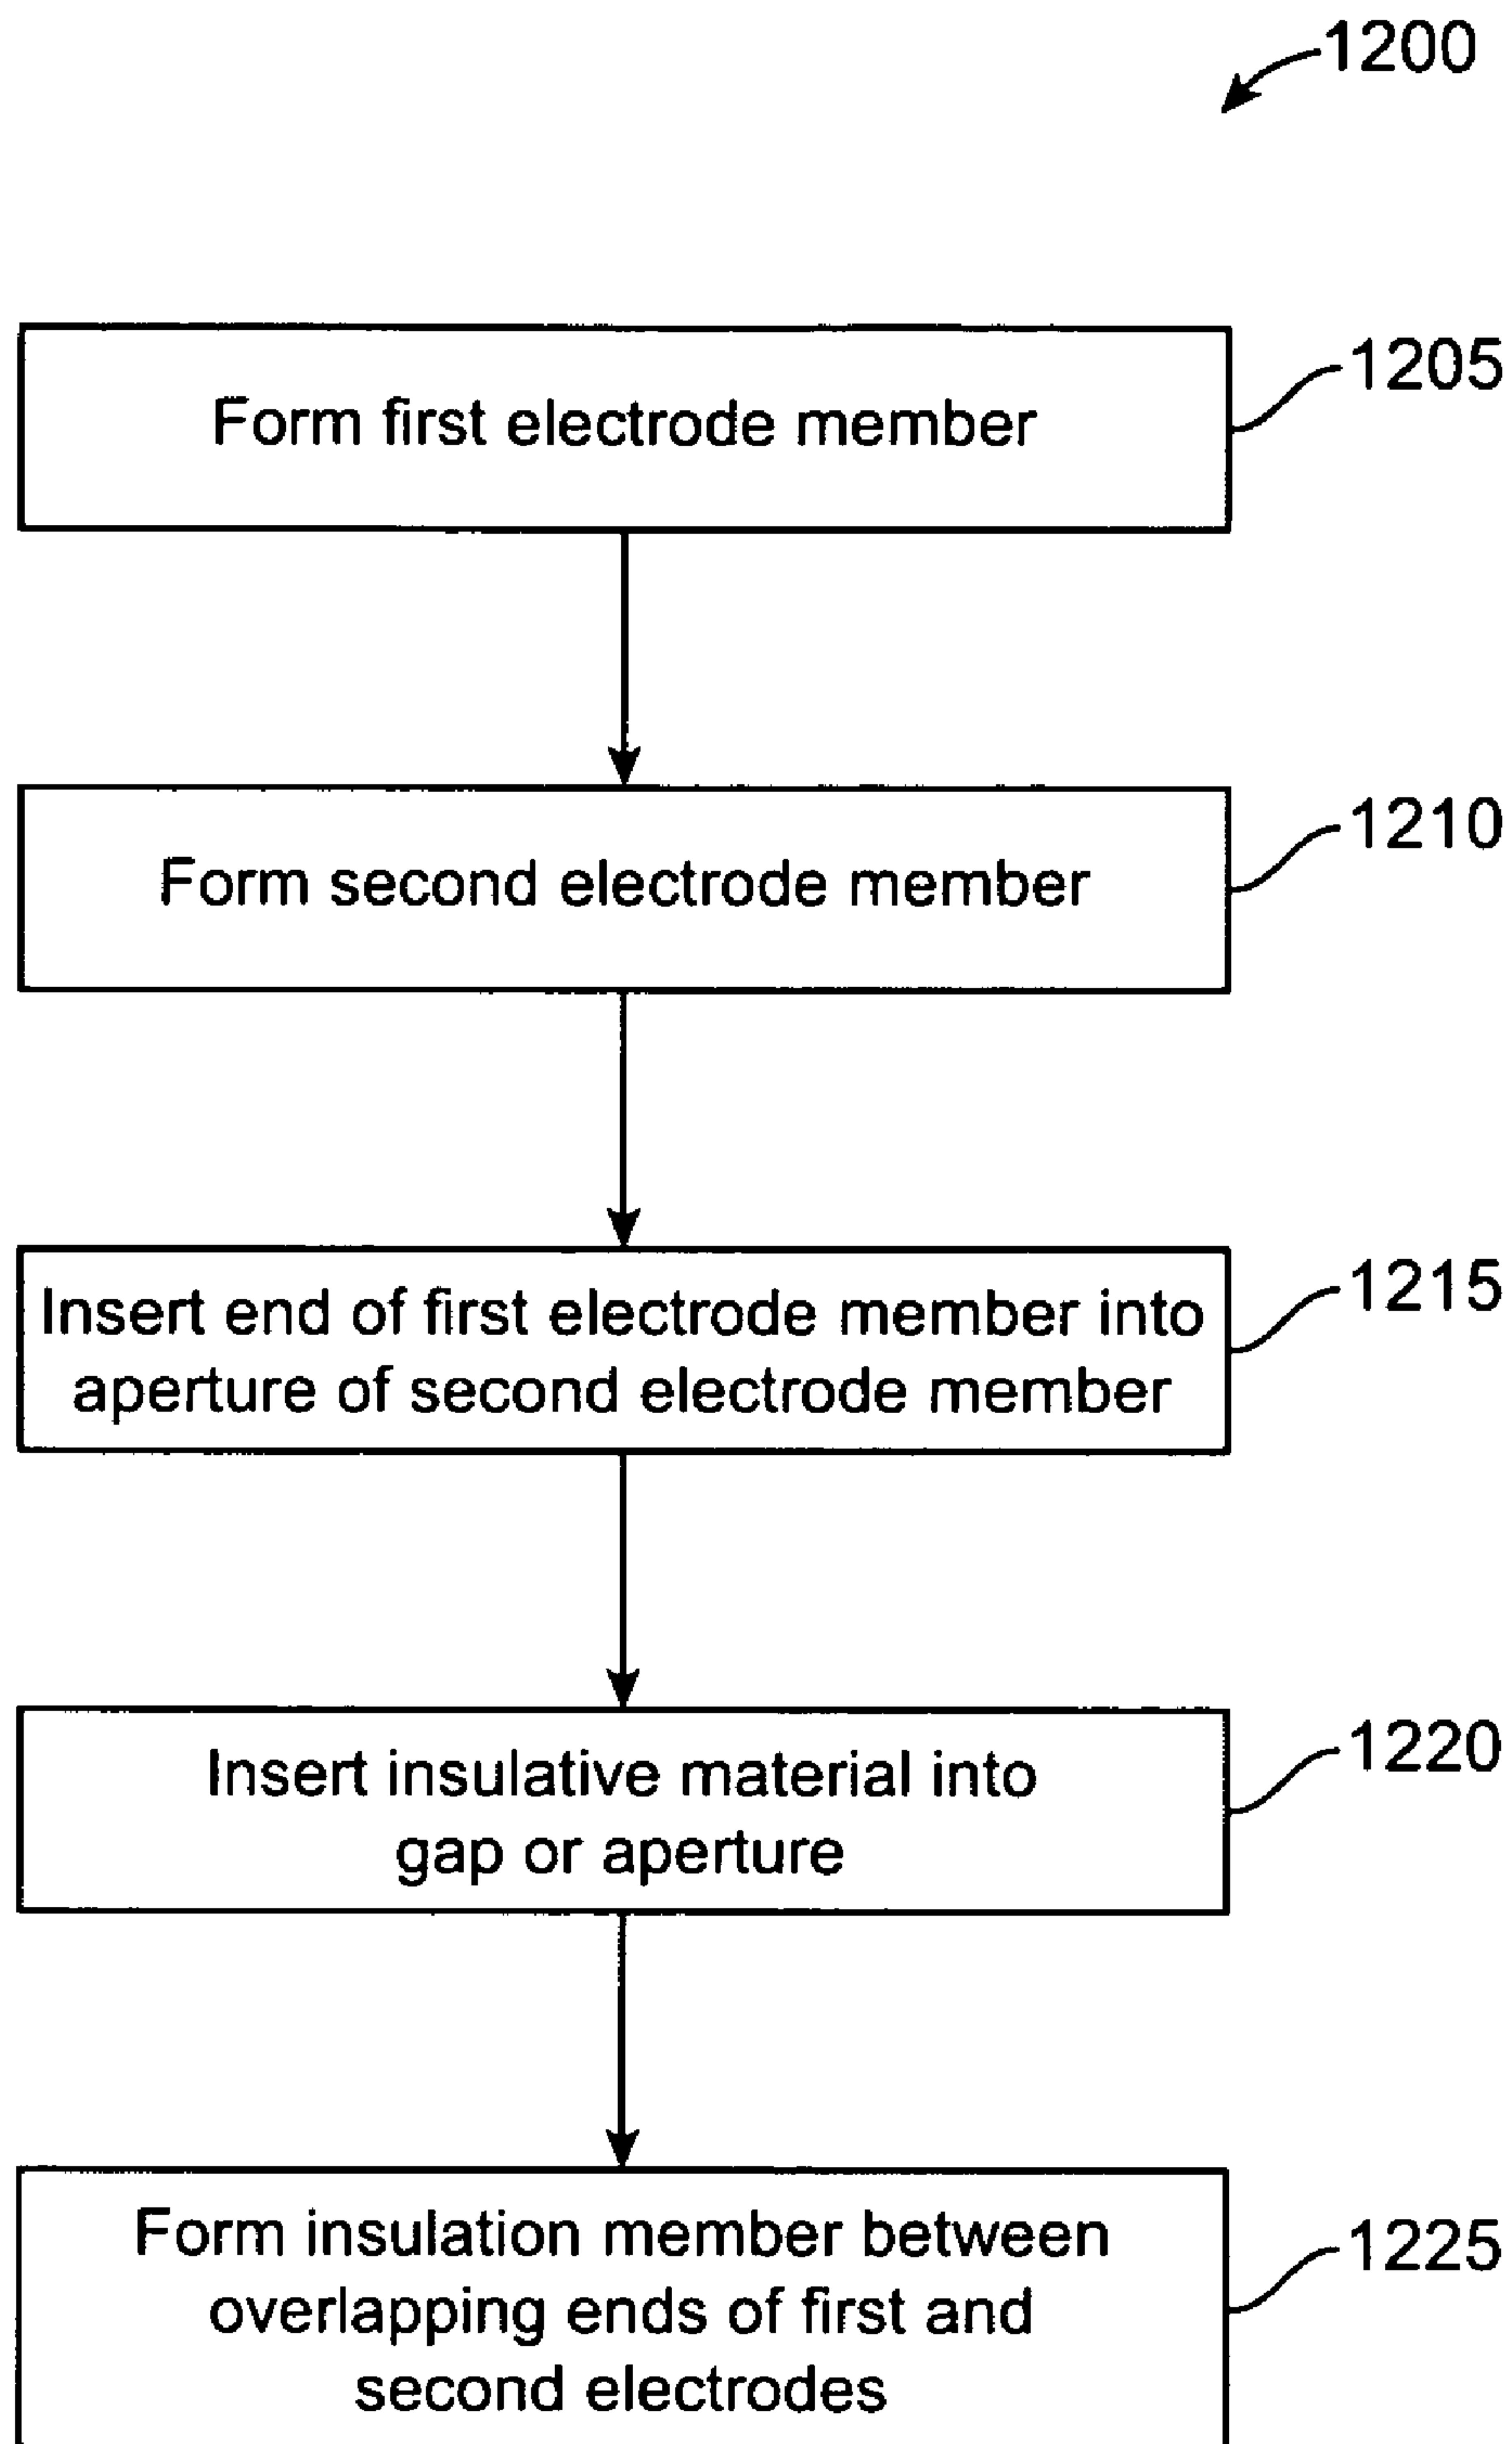 1200
Form first electrode member
1205
Form second electrode member
1210
Insert end of first electrode member into
aperture of second electrode member
1215
Insert insulative material into
gap or aperture
1220
Form insulation member between
overlapping ends of first and
second electrodes
1225